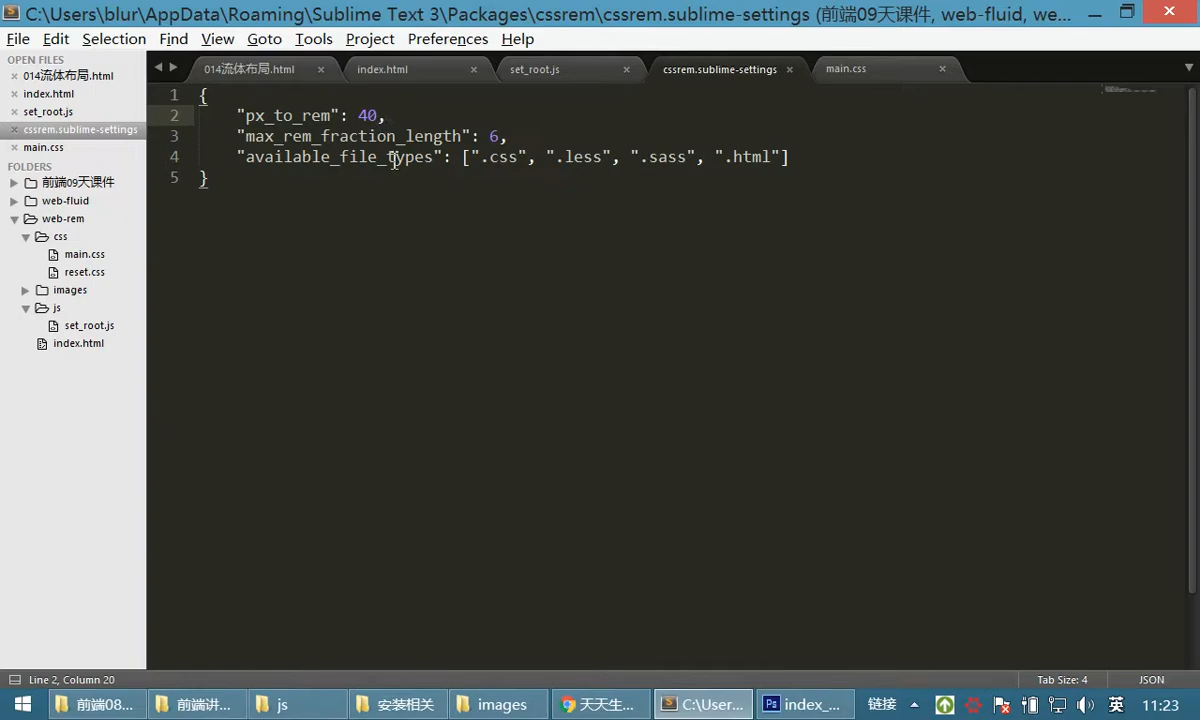 C:\Users\blur\AppData\Roaming\Sublime Text 3\Packages\cssrem\cssrem.sublime-settings (前端09天课件, web-fluid, we...
File Edit Selection Find View Goto Tools Project Preferences Help
OPEN FILES
014流体布局.html
index.html
set_root.js
cssrem.sublime-settings
main.css
FOLDERS
前端09天课件
web-fluid
web-rem
css
main.css
reset.css
images
js
set_root.js
index.html
014流体布局.html
index.html
set_root.js
cssrem.sublime-settings
main.css
1 {
2 "px_to_rem": 40,
3 "max_rem_fraction_length": 6,
4 "available_file_types": [".css", ".less", ".sass", ".html"]
5 }
Line 2, Column 20
Tab Size: 4
JSON
前端08...
前端讲...
js
安装相关
images
天天生...
C:\User...
index_...
链接
英
11:23